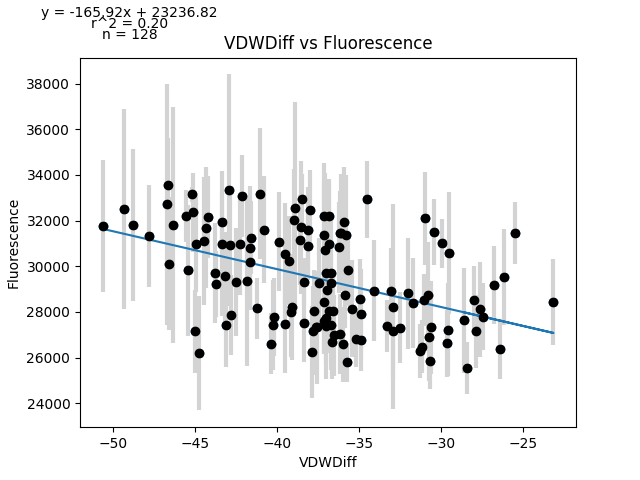 y = -165.92x + 23236.82
r^2 = 0.20
n = 128
VDWDiff vs Fluorescence
38000
36000
34000
32000
30000
28000
26000
24000
Fluorescence
−50
−45
−40
−35
−30
−25
VDWDiff